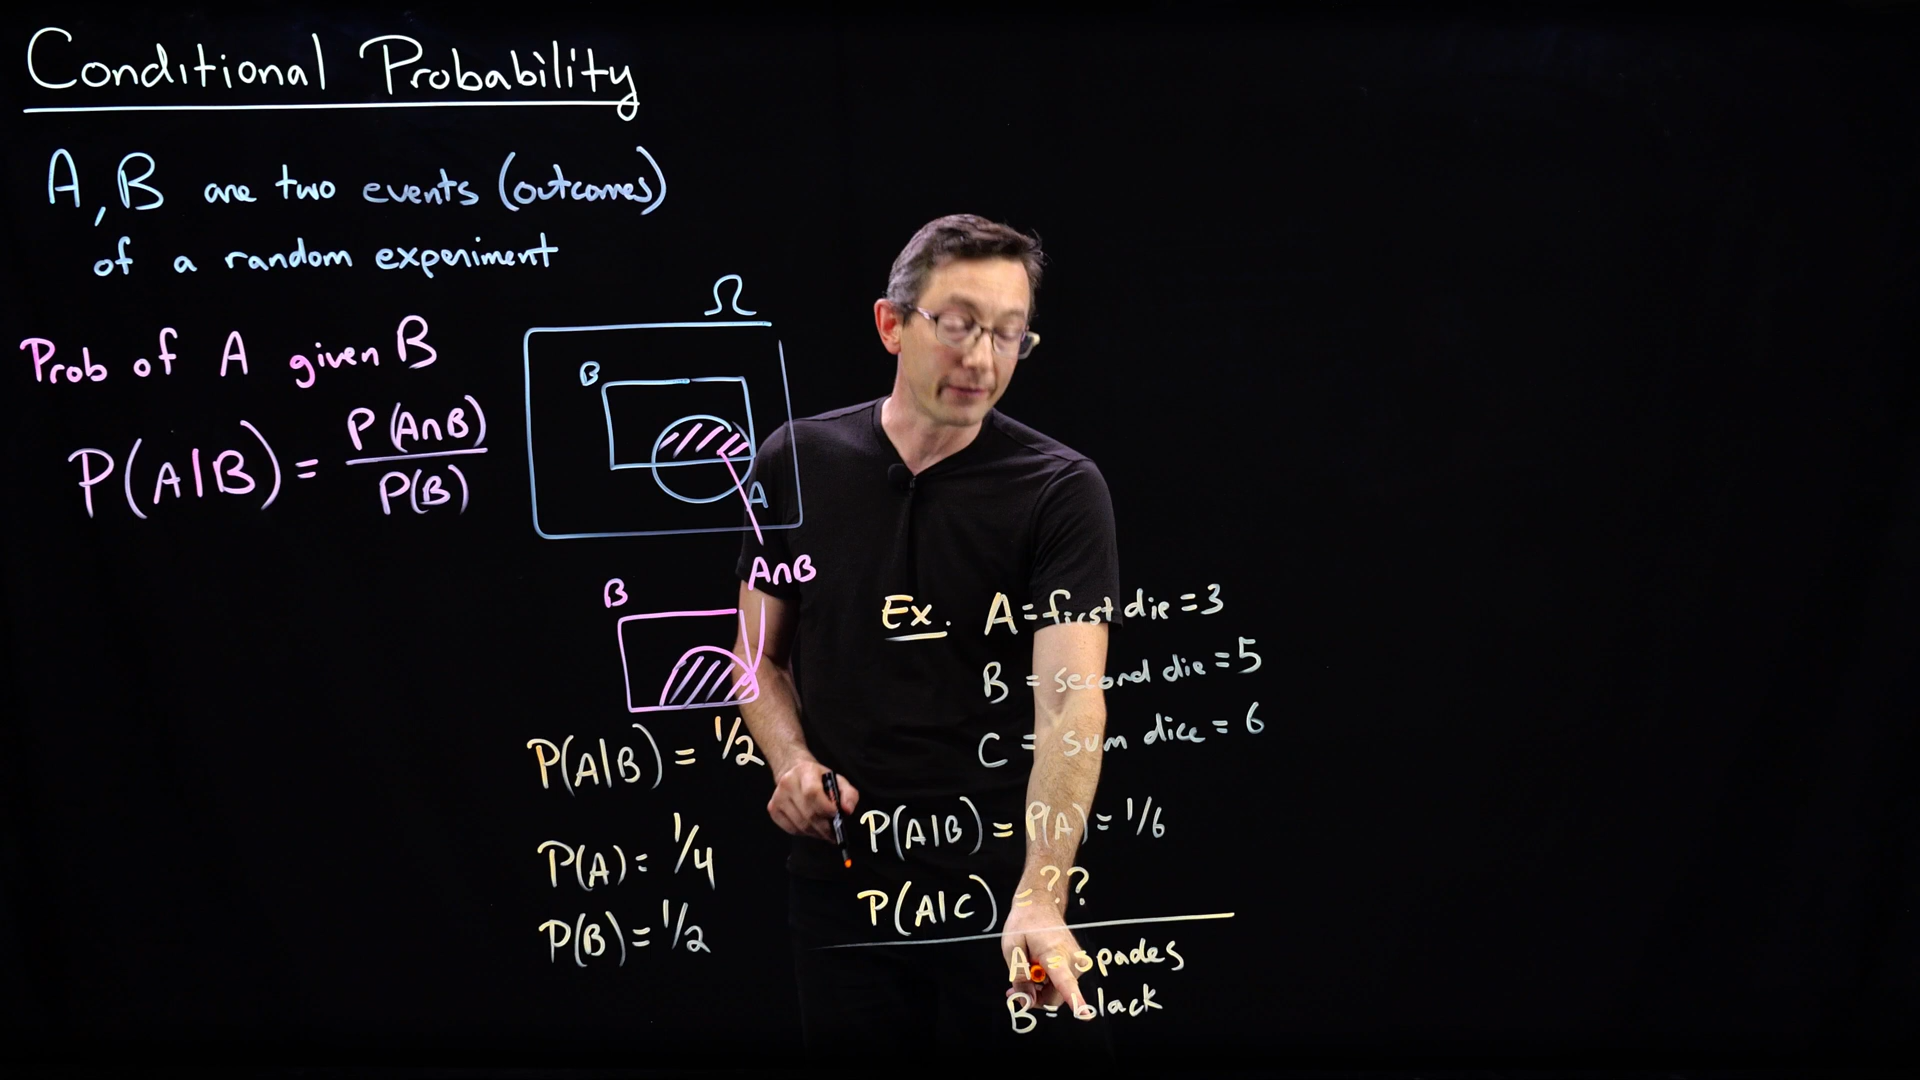 Conditional Probability
A, B are two events (outcomes)
of a random experiment
Prob of A given B
P(A|B) = P(A∩B) / P(B)
Ω
B
A
A∩B
B
P(A|B) = 1/2
P(A) = 1/4
P(B) = 1/2
Ex. A = first die = 3
B = second die = 5
C = sum dice = 6
P(A|B) = P(A) = 1/6
P(A|C) = ??
A = spades
B = black